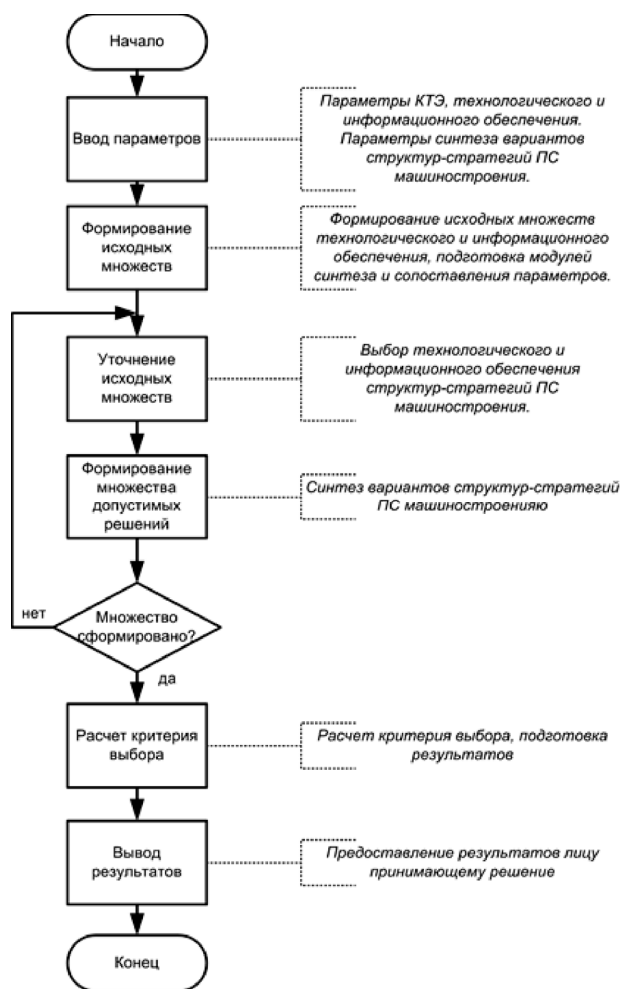 Начало
Ввод параметров
Параметры КТЭ, технологического и
информационного обеспечения.
Параметры синтеза вариантов
структур-стратегий ПС
машиностроения.
Формирование
исходных
множеств
Формирование исходных множеств
технологического и информационного
обеспечения, подготовка модулей
синтеза и сопоставления параметров.
Уточнение
исходных
множеств
Выбор технологического и
информационного обеспечения
структур-стратегий ПС
машиностроения.
Формирование
множества
допустимых
решений
Синтез вариантов структур-стратегий
ПС машиностроенияю
нет
Множество
сформировано?
да
Расчет критерия
выбора
Расчет критерия выбора, подготовка
результатов
Вывод
результатов
Предоставление результатов лицу
принимающему решение
Конец